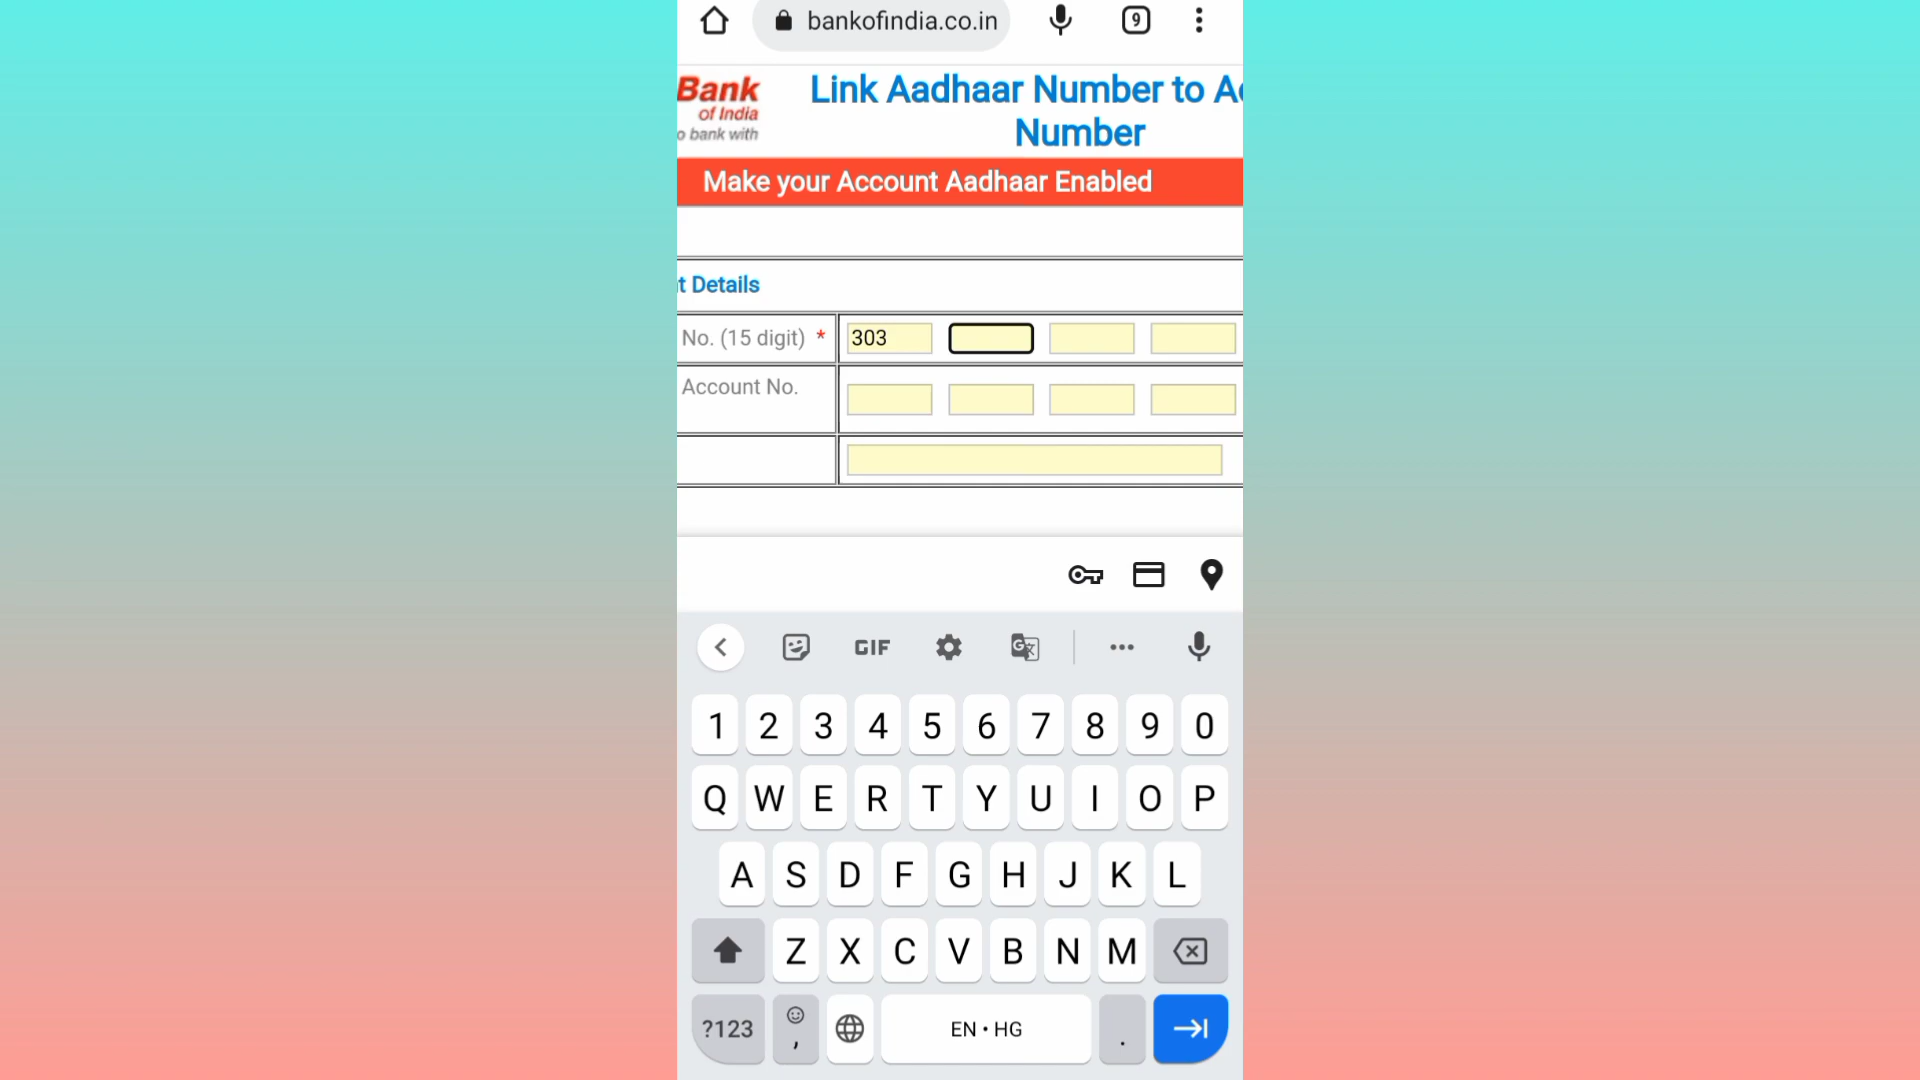 bankofindia.co.in
9
Bank
of India
o bank with
Link Aadhaar Number to Ac
Number
Make your Account Aadhaar Enabled
t Details
No. (15 digit) *
303
Account No.
GIF
1 2 3 4 5 6 7 8 9 0
Q W E R T Y U I O P
A S D F G H J K L
Z X C V B N M
?123 , EN • HG .